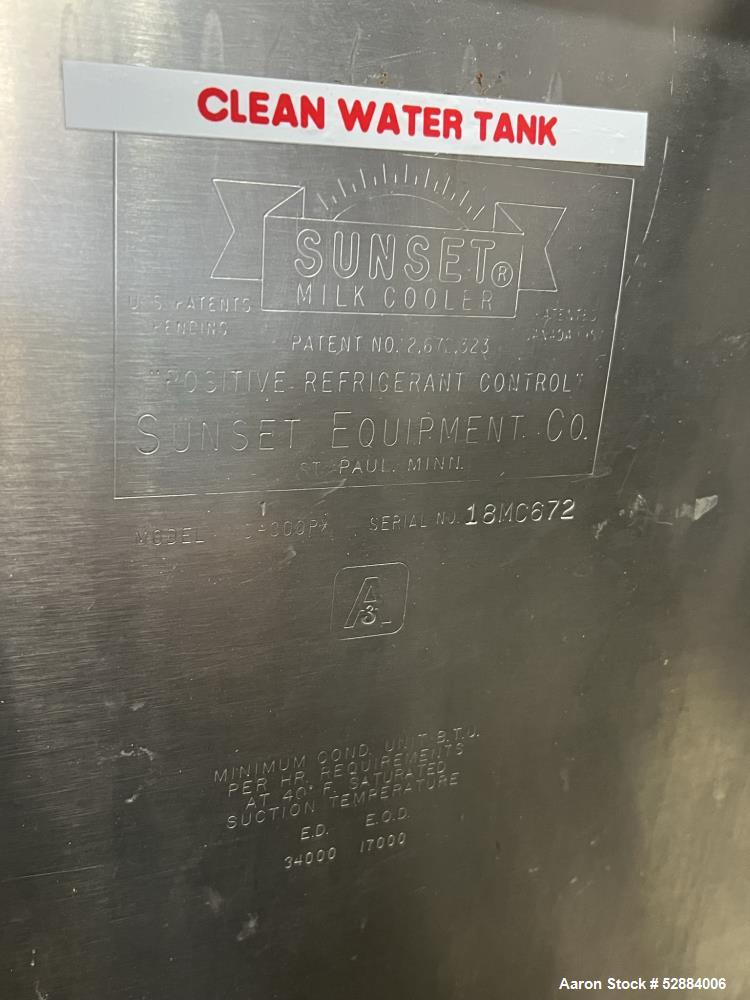 CLEAN WATER TANK
SUNSET®
MILK COOLER
U.S. PATENTS
PENDING
PATENTED
PATENT NO.
"POSITIVE REFRIGERANT CONTROL"
SUNSET EQUIPMENT CO.
ST. PAUL. MINN.
MODEL SERIAL NO. 18MC672
A
3
MINIMUM COND. UNIT B.T.U.
PER HR. REQUIREMENTS
AT 40° F. SATURATED
SUCTION TEMPERATURE
E.D. E.O.D.
34000 17000
Aaron Stock # 52884006